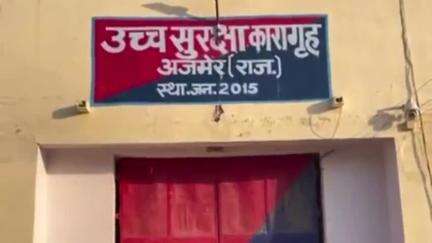 उच्च सुरक्षा कारागृह
अजमेर (राज.)
स्था.जन. 2015